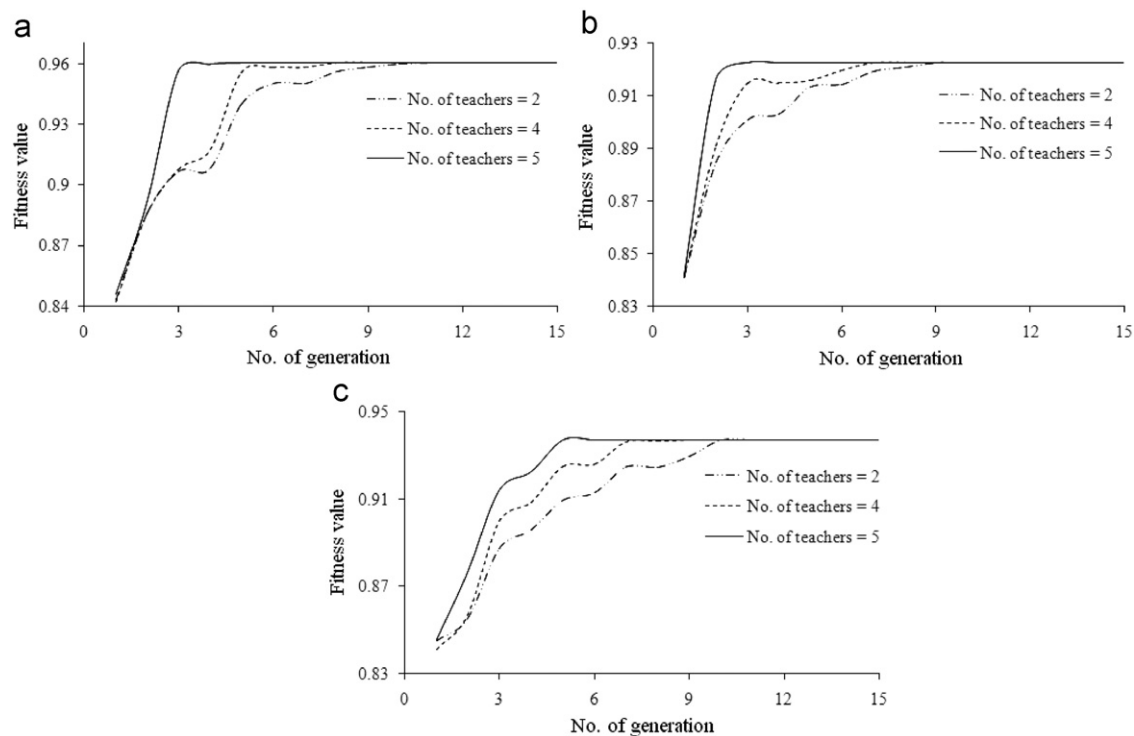 a
0.96
0.93
0.9
0.87
0.84
Fitness value
No. of teachers = 2
No. of teachers = 4
No. of teachers = 5
0 3 6 9 12 15
No. of generation
b
0.93
0.91
0.89
0.87
0.85
0.83
Fitness value
No. of teachers = 2
No. of teachers = 4
No. of teachers = 5
0 3 6 9 12 15
No. of generation
c
0.95
0.91
0.87
0.83
Fitness value
No. of teachers = 2
No. of teachers = 4
No. of teachers = 5
0 3 6 9 12 15
No. of generation